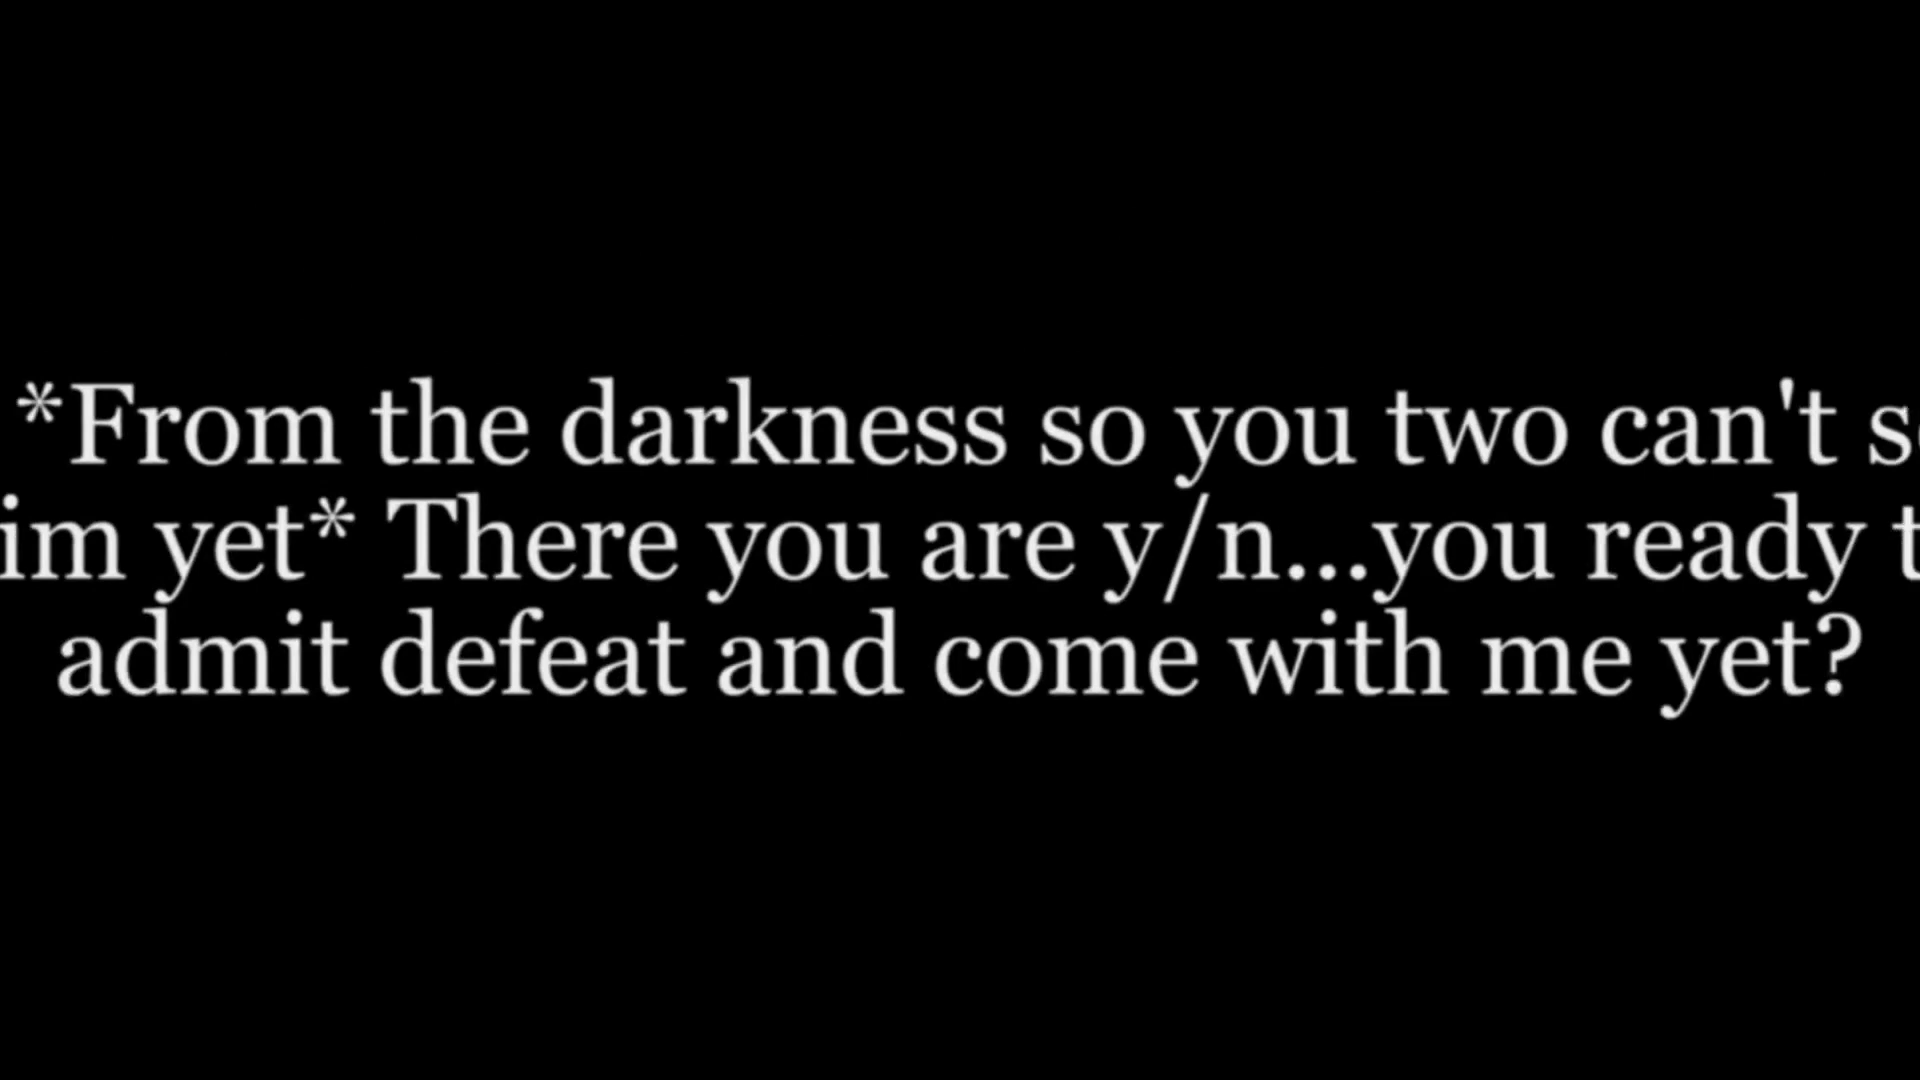 *From the darkness so you two can't
im yet* There you are y/n...you ready
admit defeat and come with me yet?